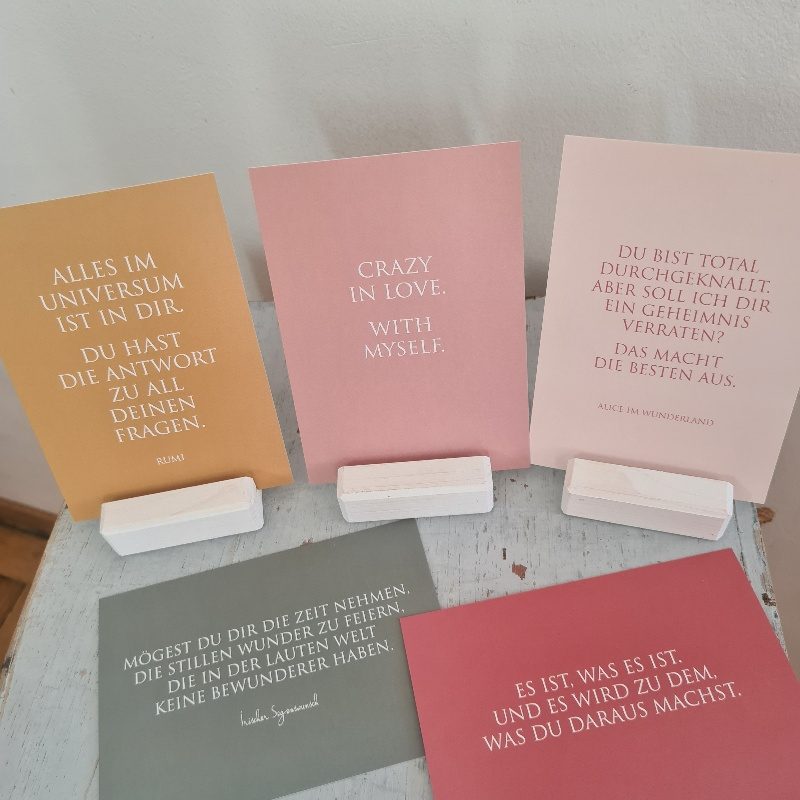 ALLES IM
UNIVERSUM
IST IN DIR.
DU HAST
DIE ANTWORT
ZU ALL
DEINEN
FRAGEN.
RUMI
CRAZY
IN LOVE.
WITH
MYSELF.
DU BIST TOTAL
DURCHGEKNALLT.
ABER SOLL ICH DIR
EIN GEHEIMNIS
VERRATEN?
DAS MACHT
DIE BESTEN AUS.
ALICE IM WUNDERLAND
MÖGEST DU DIR DIE ZEIT NEHMEN,
DIE STILLEN WUNDER ZU FEIERN,
DIE IN DER LAUTEN WELT
KEINE BEWUNDERER HABEN.
Irischer Segenswunsch
ES IST, WAS ES IST.
UND ES WIRD ZU DEM,
WAS DU DARAUS MACHST.